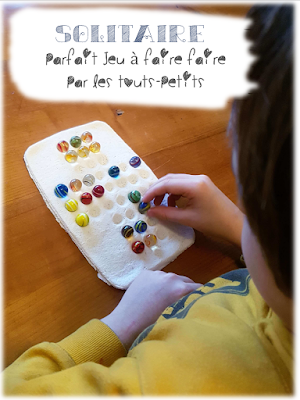 SOLITAIRE
Parfait Jeu à faire faire
par les touts-petits